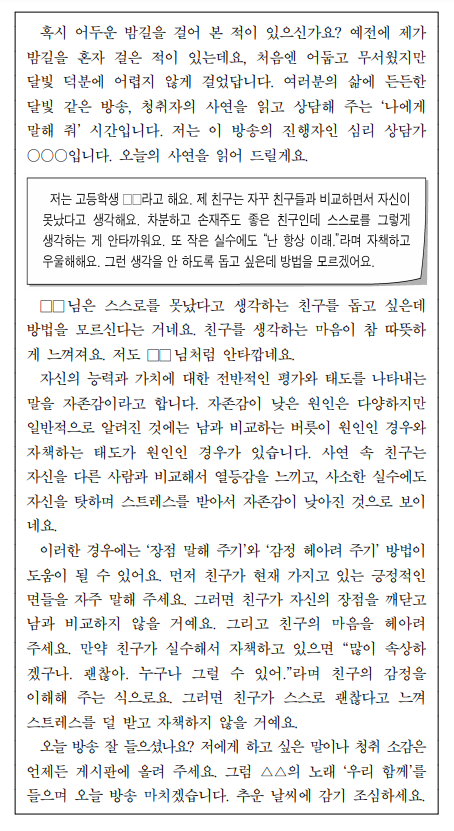 혹시 어두운 밤길을 걸어 본 적이 있으신가요? 예전에 제가
밤길을 혼자 걸은 적이 있는데요, 처음엔 어둡고 무서웠지만
달빛 덕분에 어렵지 않게 걸었답니다. 여러분의 삶에 든든한
달빛 같은 방송, 청취자의 사연을 읽고 상담해 주는 ‘나에게
말해 줘’ 시간입니다. 저는 이 방송의 진행자인 심리 상담가
○○○입니다. 오늘의 사연을 읽어 드릴게요.
저는 고등학생 □□라고 해요. 제 친구는 자꾸 친구들과 비교하면서 자신이
못났다고 생각해요. 차분하고 손재주도 좋은 친구인데 스스로를 그렇게
생각하는 게 안타까워요. 또 작은 실수에도 “난 항상 이래.”라며 자책하고
우울해해요. 그런 생각을 안 하도록 돕고 싶은데 방법을 모르겠어요.
□□님은 스스로를 못났다고 생각하는 친구를 돕고 싶은데
방법을 모르신다는 거네요. 친구를 생각하는 마음이 참 따뜻하
게 느껴져요. 저도 □□님처럼 안타깝네요.
자신의 능력과 가치에 대한 전반적인 평가와 태도를 나타내는
말을 자존감이라고 합니다. 자존감이 낮은 원인은 다양하지만
일반적으로 알려진 것에는 남과 비교하는 버릇이 원인인 경우와
자책하는 태도가 원인인 경우가 있습니다. 사연 속 친구는
자신을 다른 사람과 비교해서 열등감을 느끼고, 사소한 실수에도
자신을 탓하며 스트레스를 받아서 자존감이 낮아진 것으로 보이
네요.
이러한 경우에는 ‘장점 말해 주기’와 ‘감정 헤아려 주기’ 방법이
도움이 될 수 있어요. 먼저 친구가 현재 가지고 있는 긍정적인
면들을 자주 말해 주세요. 그러면 친구가 자신의 장점을 깨닫고
남과 비교하지 않을 거예요. 그리고 친구의 마음을 헤아려
주세요. 만약 친구가 실수해서 자책하고 있으면 “많이 속상하
겠구나. 괜찮아. 누구나 그럴 수 있어.”라며 친구의 감정을
이해해 주는 식으로요. 그러면 친구가 스스로 괜찮다고 느껴
스트레스를 덜 받고 자책하지 않을 거예요.
오늘 방송 잘 들으셨나요? 저에게 하고 싶은 말이나 청취 소감은
언제든 게시판에 올려 주세요. 그럼 △△의 노래 ‘우리 함께’를
들으며 오늘 방송 마치겠습니다. 추운 날씨에 감기 조심하세요.